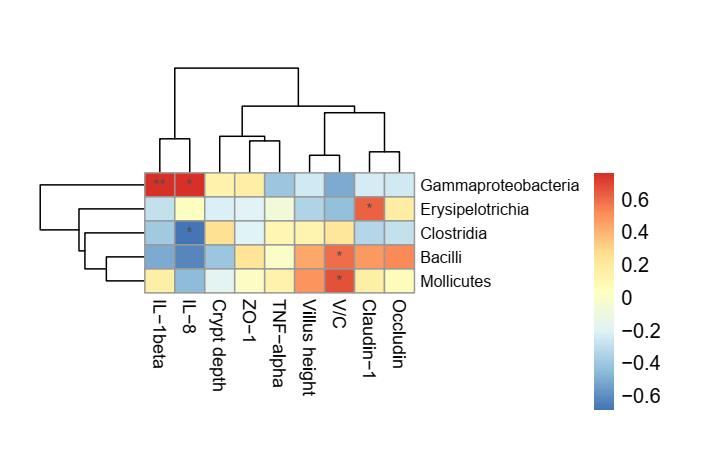 ** *
Gammaproteobacteria
*
Erysipelotrichia
*
Clostridia
*
Bacilli
*
Mollicutes
IL−1beta
IL−8
Crypt depth
ZO−1
TNF−alpha
Villus height
V/C
Claudin−1
Occludin
0.6
0.4
0.2
0
−0.2
−0.4
−0.6